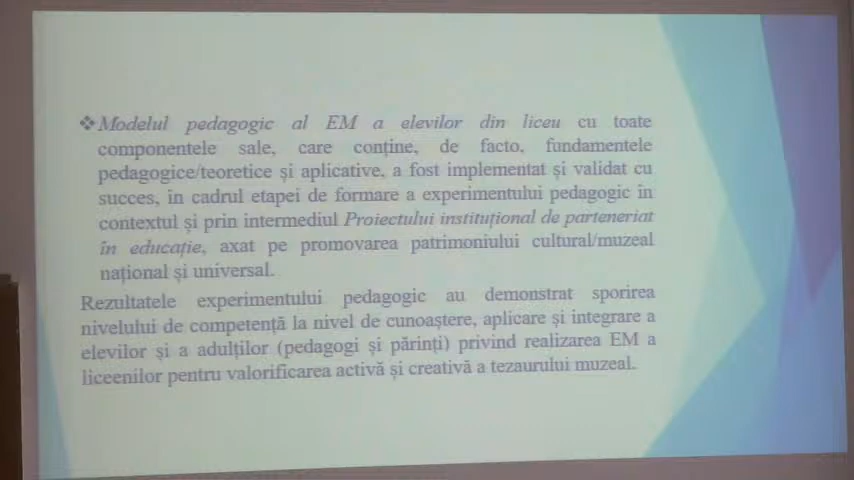 ❖Modelul pedagogic al EM a elevilor din liceu cu toate
componentele sale, care conține, de facto, fundamentele
pedagogice/teoretice și aplicative, a fost implementat și validat cu
succes, în cadrul etapei de formare a experimentului pedagogic în
contextul și prin intermediul Proiectului instituțional de parteneriat
în educație, axat pe promovarea patrimoniului cultural/muzeal
național și universal.
Rezultatele experimentului pedagogic au demonstrat sporirea
nivelului de competență la nivel de cunoaștere, aplicare și integrare a
elevilor și a adulților (pedagogi și părinți) privind realizarea EM a
liceenilor pentru valorificarea activă și creativă a tezaurului muzeal.